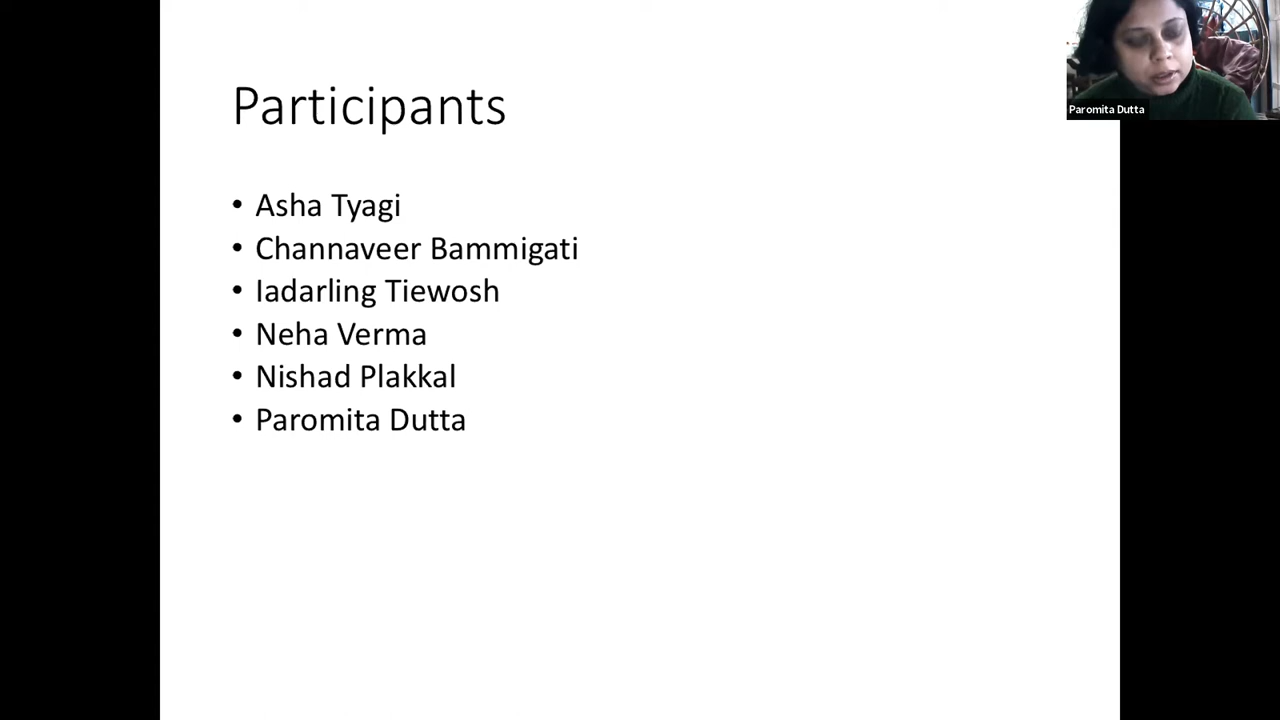 Participants
• Asha Tyagi
• Channaveer Bammigati
• Iadarling Tiewosh
• Neha Verma
• Nishad Plakkal
• Paromita Dutta
Paromita Dutta